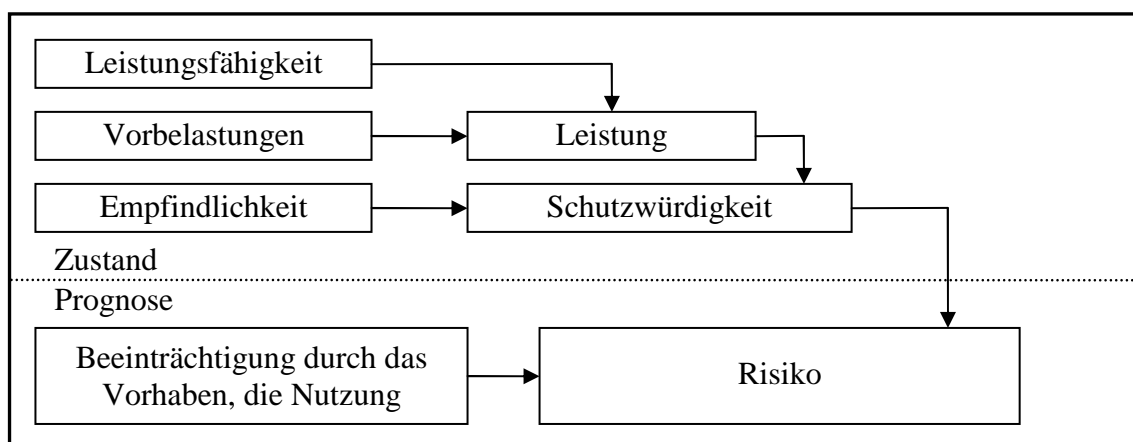 Leistungsfähigkeit
Vorbelastungen
Leistung
Empfindlichkeit
Schutzwürdigkeit
Zustand
Prognose
Beeinträchtigung durch das
Vorhaben, die Nutzung
Risiko